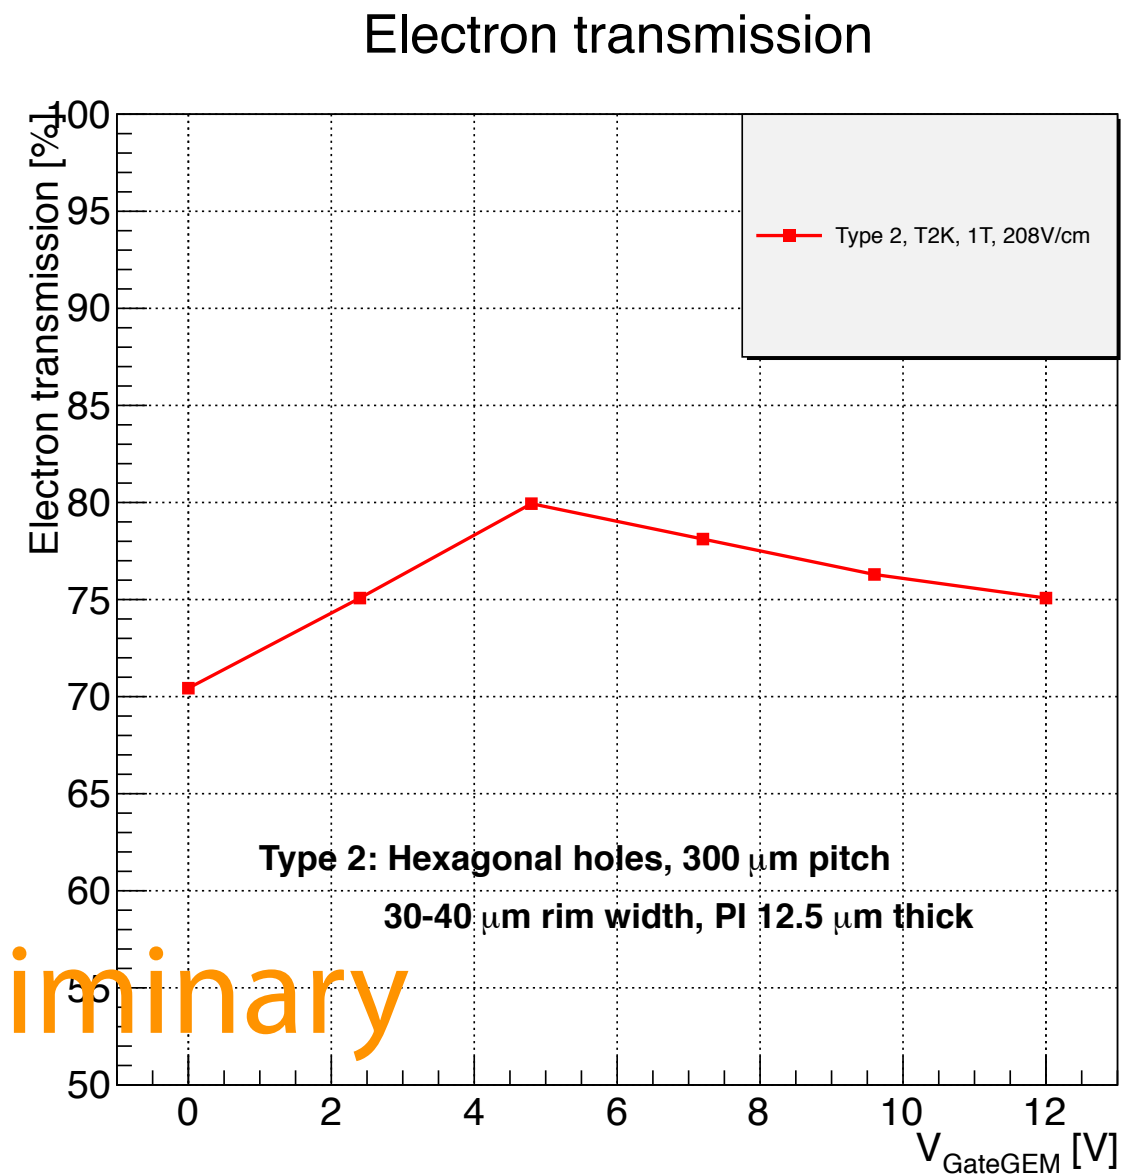 Electron transmission
Electron transmission [%]
100
95
90
85
80
75
70
65
60
55
50
Type 2, T2K, 1T, 208V/cm
Type 2: Hexagonal holes, 300 μm pitch
30-40 μm rim width, PI 12.5 μm thick
iminary
0 2 4 6 8 10 12
V_GateGEM [V]